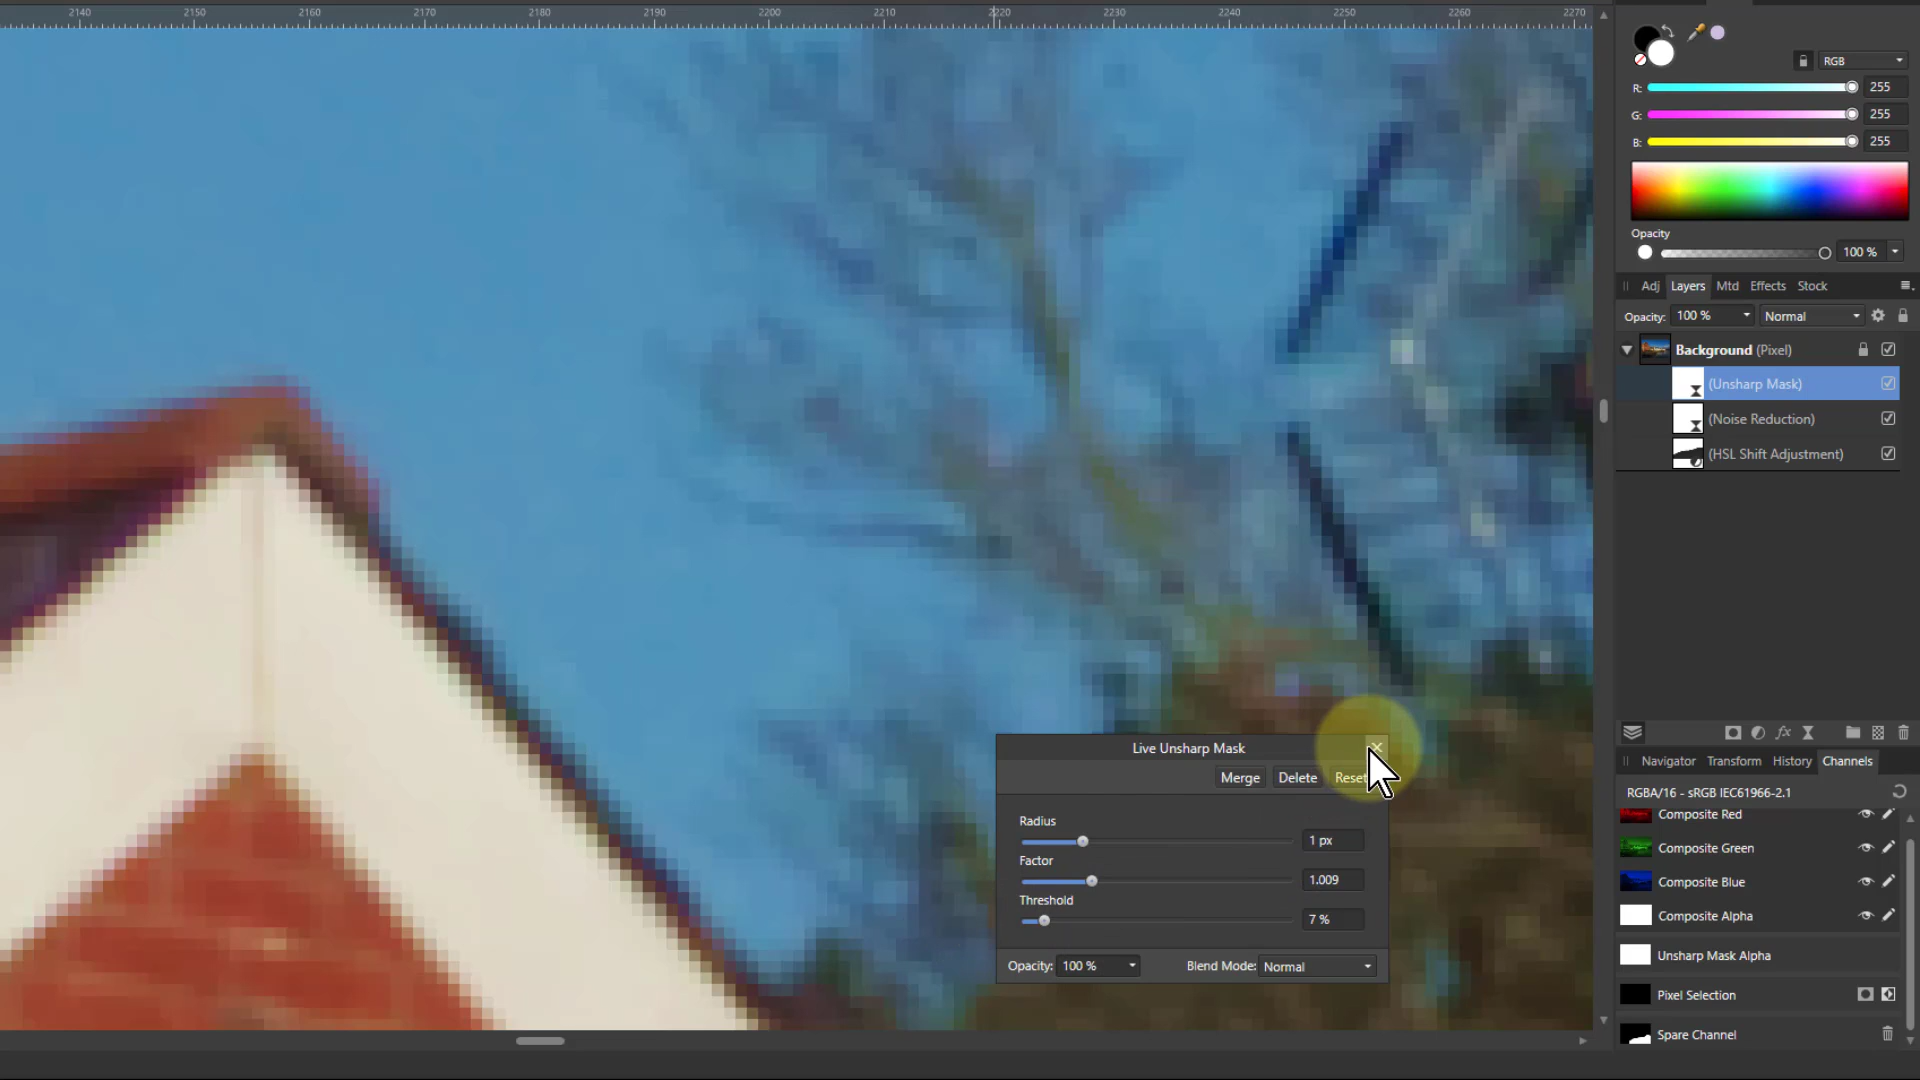 2140 2150 2160 2170 2180 2190 2200 2210 2220 2230 2240 2250 2260 2270
RGB
R: 255
G: 255
B: 255
Opacity
100 %
Adj Layers Mtd Effects Stock
Opacity: 100 % Normal
Background (Pixel)
(Unsharp Mask)
(Noise Reduction)
(HSL Shift Adjustment)
fx
Navigator Transform History Channels
RGBA/16 - sRGB IEC61966-2.1
Composite Red
Composite Green
Composite Blue
Composite Alpha
Unsharp Mask Alpha
Pixel Selection
Spare Channel
Live Unsharp Mask
Merge Delete Reset
Radius
1 px
Factor
1.009
Threshold
7 %
Opacity: 100 % Blend Mode: Normal